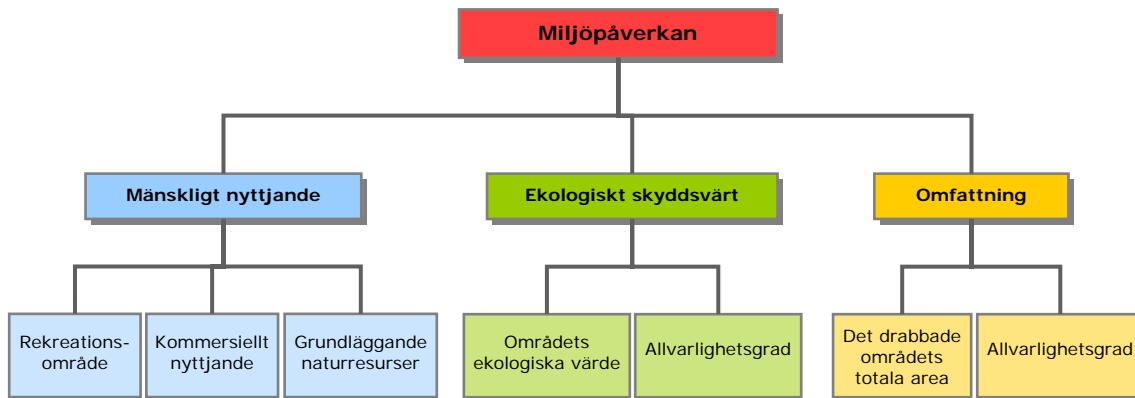 Miljöpåverkan
Mänskligt nyttjande
Ekologiskt skyddsvärt
Omfattning
Rekreations-
område
Kommersiellt
nyttjande
Grundläggande
naturresurser
Områdets
ekologiska värde
Allvarlighetsgrad
Det drabbade
områdets
totala area
Allvarlighetsgrad